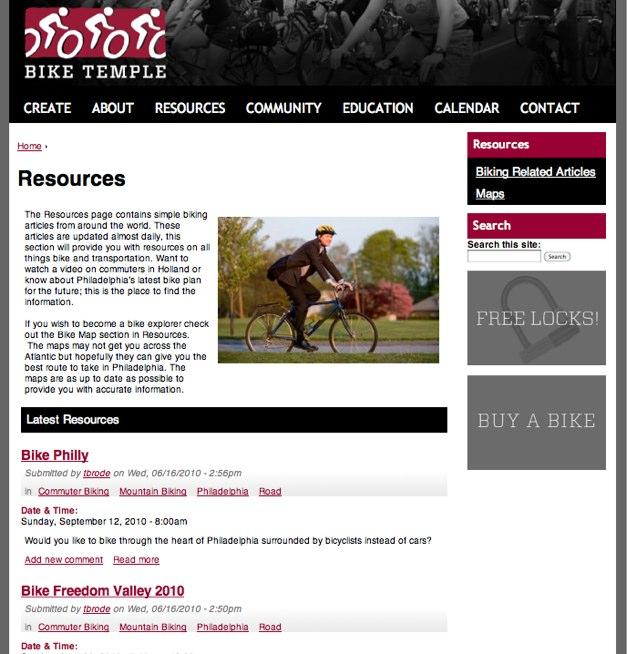 BIKE TEMPLE
CREATE ABOUT RESOURCES COMMUNITY EDUCATION CALENDAR CONTACT
Home ›
Resources
The Resources page contains simple biking
articles from around the world. These
articles are updated almost daily, this
section will provide you with resources on all
things bike and transportation. Want to
watch a video on commuters in Holland or
know about Philadelphia's latest bike plan
for the future; this is the place to find the
information.
If you wish to become a bike explorer check
out the Bike Map section in Resources.
The maps may not get you across the
Atlantic but hopefully they can give you the
best route to take in Philadelphia. The
maps are as up to date as possible to
provide you with accurate information.
Latest Resources
Bike Philly
Submitted by tbrode on Wed, 06/16/2010 - 2:56pm
in Commuter Biking Mountain Biking Philadelphia Road
Date & Time:
Sunday, September 12, 2010 - 8:00am
Would you like to bike through the heart of Philadelphia surrounded by bicyclists instead of cars?
Add new comment Read more
Bike Freedom Valley 2010
Submitted by tbrode on Wed, 06/16/2010 - 2:50pm
in Commuter Biking Mountain Biking Philadelphia Road
Date & Time:
Resources
Biking Related Articles
Maps
Search
Search this site:
Search
FREE LOCKS!
BUY A BIKE